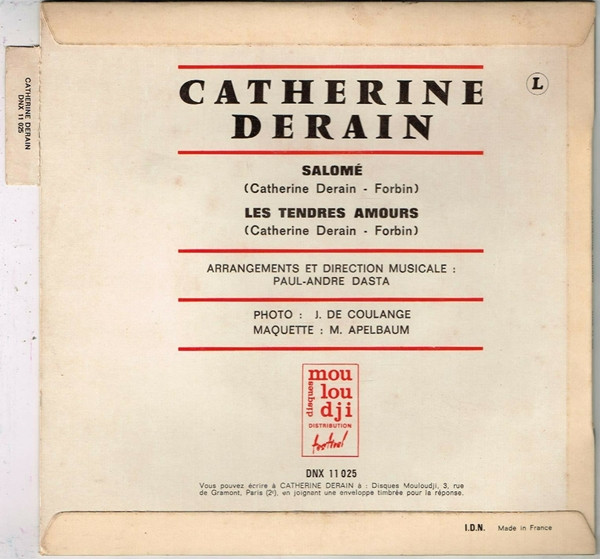 CATHERINE DERAIN
DNX 11 025
CATHERINE
DERAIN
L
SALOMÉ
(Catherine Derain - Forbin)
LES TENDRES AMOURS
(Catherine Derain - Forbin)
ARRANGEMENTS ET DIRECTION MUSICALE :
PAUL-ANDRE DASTA
PHOTO : J. DE COULANGE
MAQUETTE : M. APELBAUM
disques
mou
lou
dji
DISTRIBUTION
festival
DNX 11 025
Vous pouvez écrire à CATHERINE DERAIN à : Disques Mouloudji, 3, rue
de Gramont, Paris (2e), en joignant une enveloppe timbrée pour la réponse.
I.D.N. Made in France